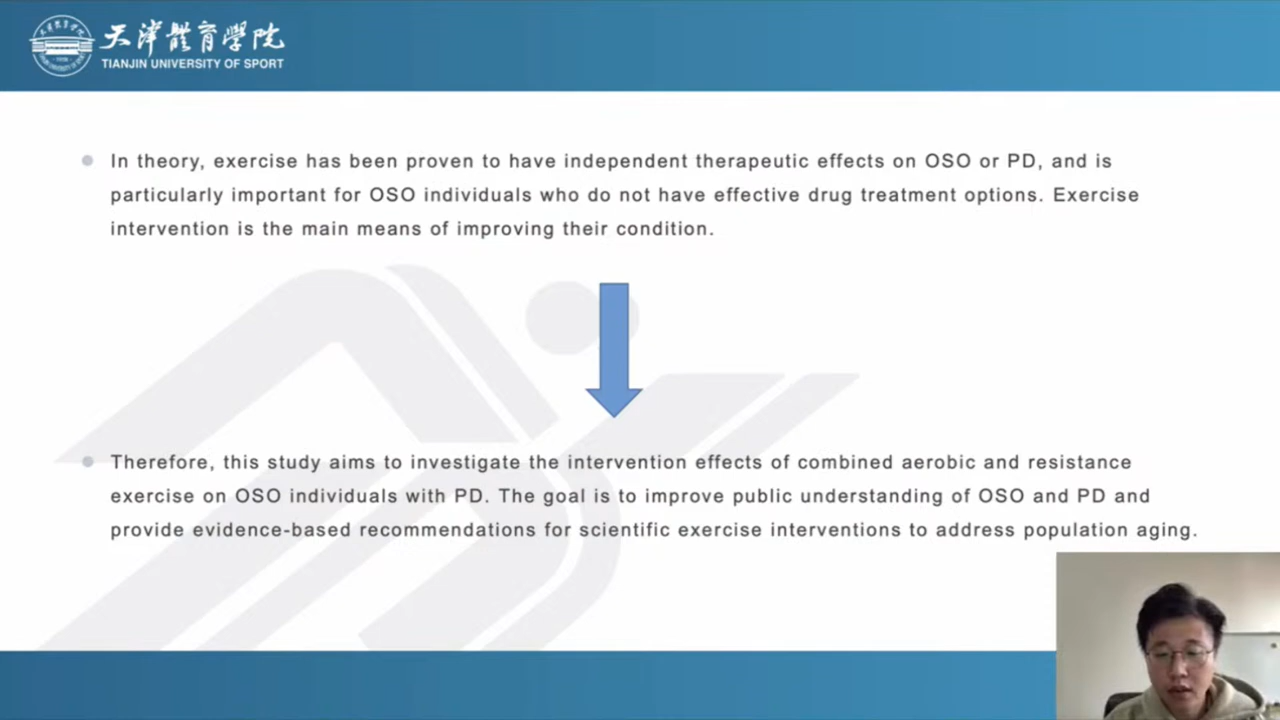 天津體育學院
TIANJIN UNIVERSITY OF SPORT
In theory, exercise has been proven to have independent therapeutic effects on OSO or PD, and is
particularly important for OSO individuals who do not have effective drug treatment options. Exercise
intervention is the main means of improving their condition.
Therefore, this study aims to investigate the intervention effects of combined aerobic and resistance
exercise on OSO individuals with PD. The goal is to improve public understanding of OSO and PD and
provide evidence-based recommendations for scientific exercise interventions to address population aging.